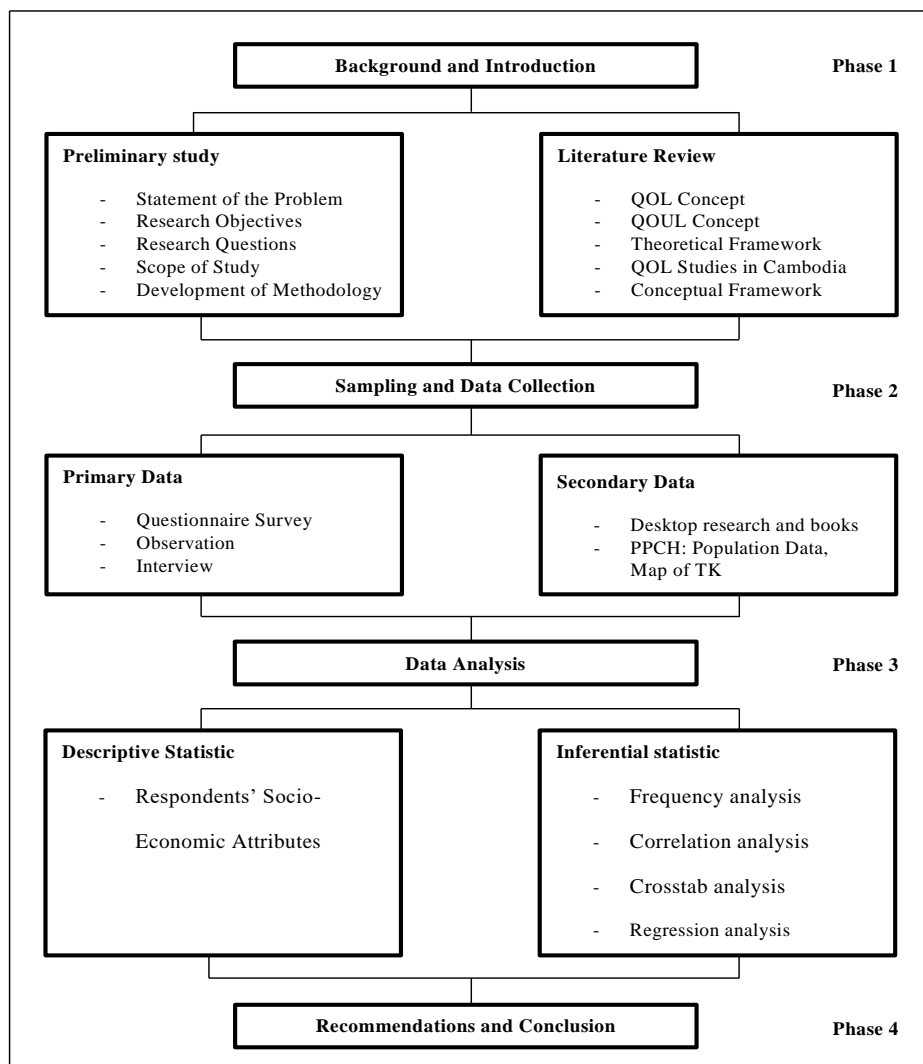 Background and Introduction
Phase 1
Preliminary study
- Statement of the Problem
- Research Objectives
- Research Questions
- Scope of Study
- Development of Methodology
Literature Review
- QOL Concept
- QOUL Concept
- Theoretical Framework
- QOL Studies in Cambodia
- Conceptual Framework
Sampling and Data Collection
Phase 2
Primary Data
- Questionnaire Survey
- Observation
- Interview
Secondary Data
- Desktop research and books
- PPCH: Population Data,
Map of TK
Data Analysis
Phase 3
Descriptive Statistic
- Respondents’ Socio-
Economic Attributes
Inferential statistic
- Frequency analysis
- Correlation analysis
- Crosstab analysis
- Regression analysis
Recommendations and Conclusion
Phase 4